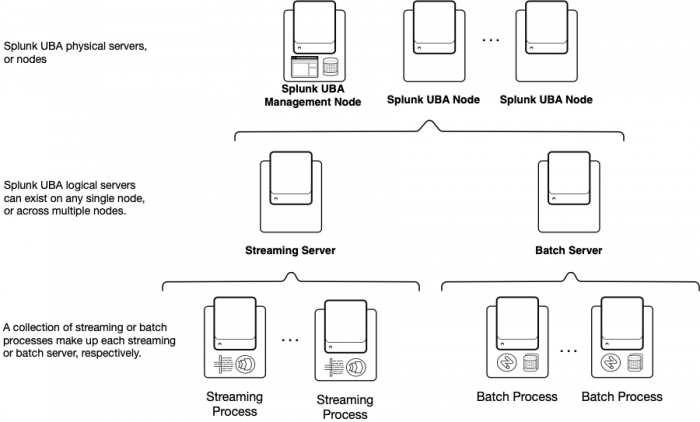 Splunk UBA physical servers,
or nodes
Splunk UBA
Management Node
Splunk UBA Node
Splunk UBA Node
Splunk UBA logical servers
can exist on any single node,
or across multiple nodes.
Streaming Server
Batch Server
A collection of streaming or batch
processes make up each streaming
or batch server, respectively.
Streaming
Process
Streaming
Process
Batch Process
Batch Process